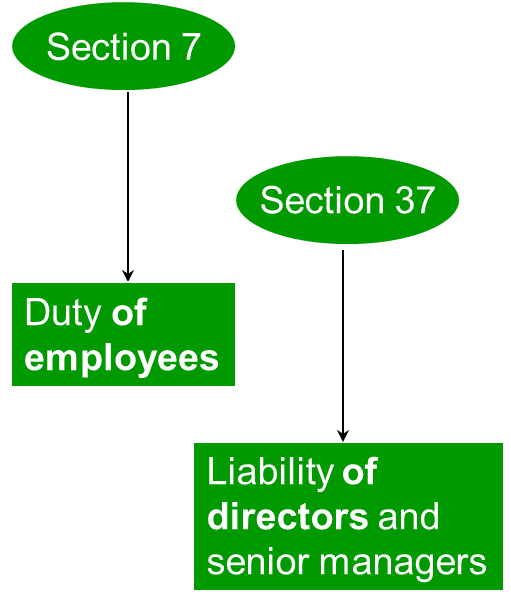 Section 7
Section 37
Duty of
employees
Liability of
directors and
senior managers